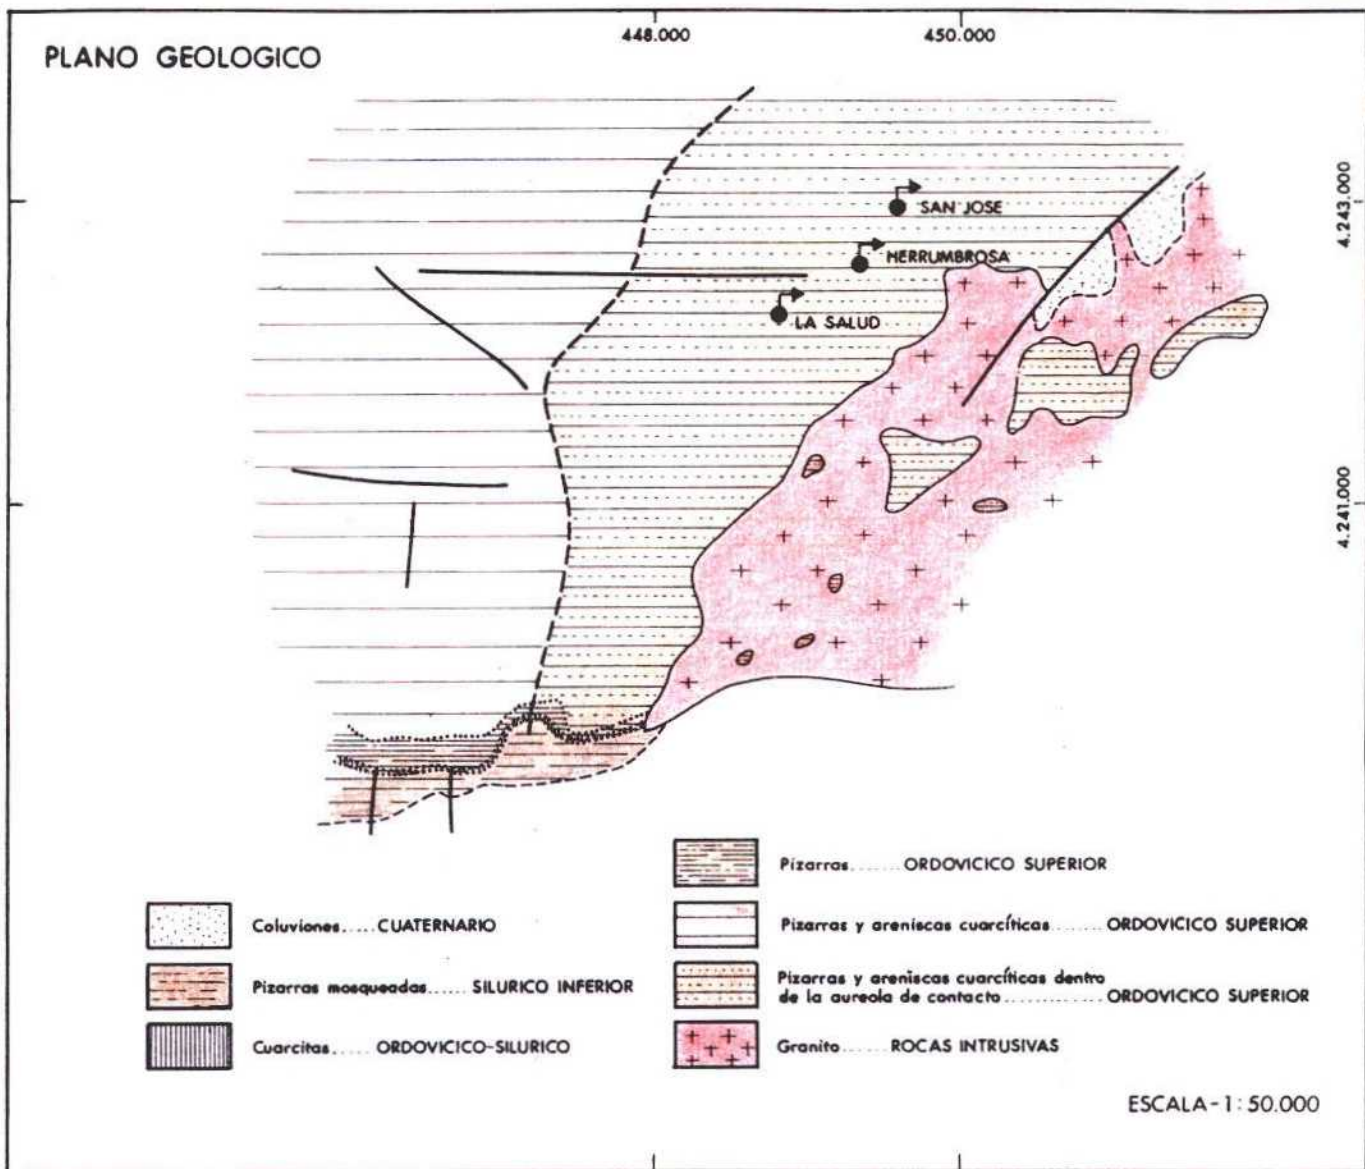 448.000 450.000
PLANO GEOLOGICO
4.243.000
SAN JOSE
HERRUMBROSA
LA SALUD
4.241.000
Pizarras........ORDOVICICO SUPERIOR
Coluviones.....CUATERNARIO
Pizarras y areniscas cuarcíticas........ORDOVICICO SUPERIOR
Pizarras mosqueadas......SILURICO INFERIOR
Pizarras y areniscas cuarcíticas dentro
de la aureola de contacto............ORDOVICICO SUPERIOR
Cuarcitas.....ORDOVICICO-SILURICO
Granito.......ROCAS INTRUSIVAS
ESCALA-1:50.000